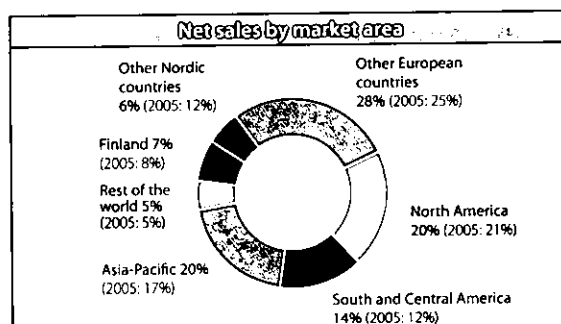 Net sales by market area
Other Nordic
countries
6% (2005: 12%)
Other European
countries
28% (2005: 25%)
Finland 7%
(2005: 8%)
Rest of the
world 5%
(2005: 5%)
North America
20% (2005: 21%)
Asia-Pacific 20%
(2005: 17%)
South and Central America
14% (2005: 12%)